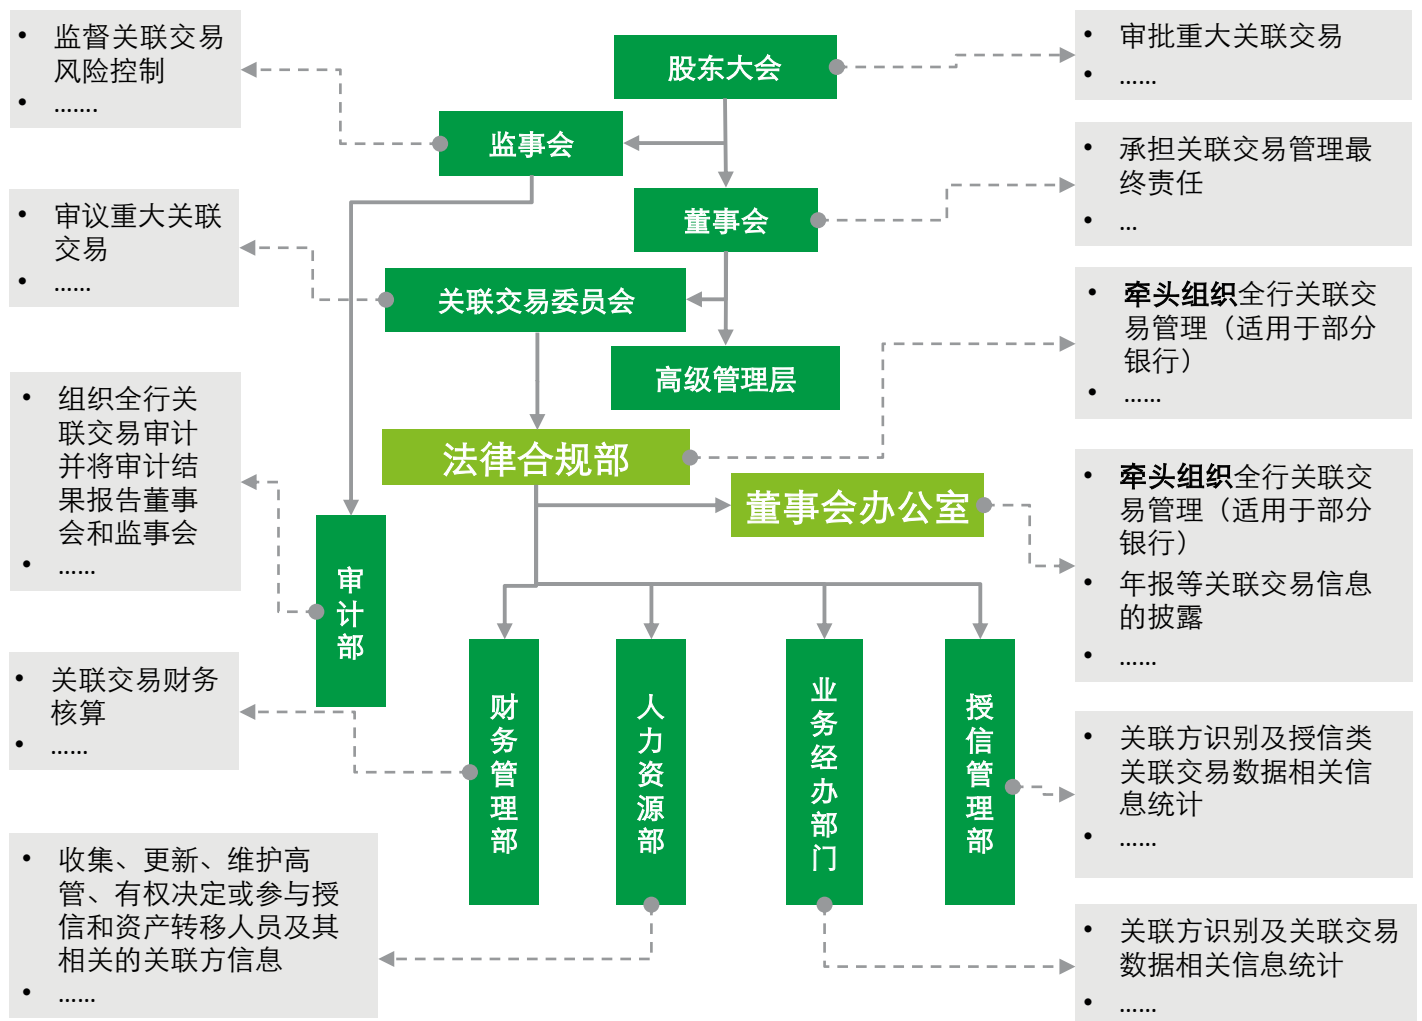 • 监督关联交易
风险控制
• …….
股东大会
• 审批重大关联交易
• ……
监事会
• 承担关联交易管理最
终责任
• …
• 审议重大关联
交易
• ……
董事会
关联交易委员会
• 牵头组织全行关联交
易管理（适用于部分
银行）
• ……
高级管理层
• 组织全行关
联交易审计
并将审计结
果报告董事
会和监事会
• ……
法律合规部
董事会办公室
• 牵头组织全行关联交
易管理（适用于部分
银行）
• 年报等关联交易信息
的披露
• ……
审
计
部
• 关联交易财务
核算
• ……
财
务
管
理
部
人
力
资
源
部
业
务
经
办
部
门
授
信
管
理
部
• 关联方识别及授信类
关联交易数据相关信
息统计
• ……
• 收集、更新、维护高
管、有权决定或参与授
信和资产转移人员及其
相关的关联方信息
• ……
• 关联方识别及关联交易
数据相关信息统计
• ……